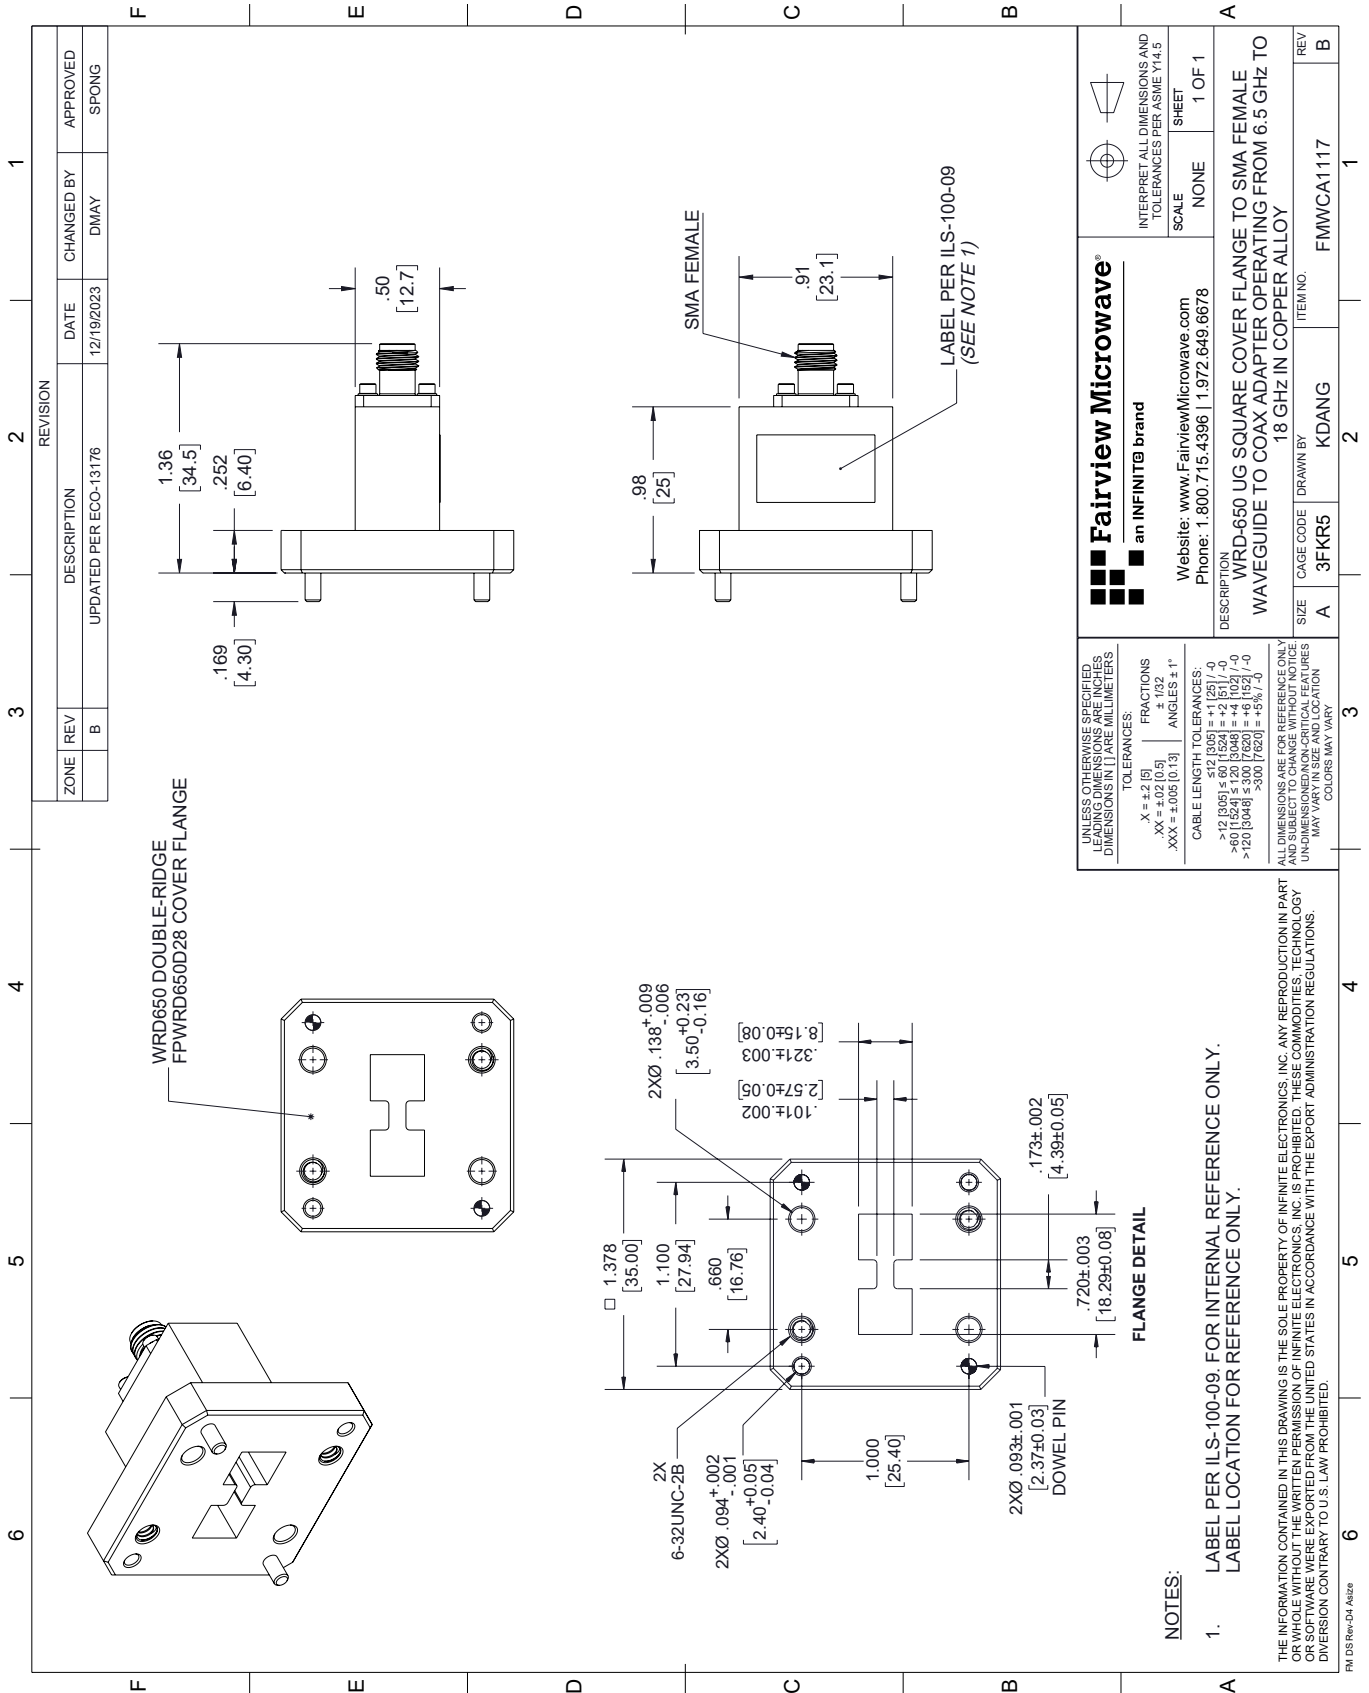 6
5
4
3
2
1
F
E
D
C
B
A
REVISION
ZONE
REV
DESCRIPTION
DATE
CHANGED BY
APPROVED
B
UPDATED PER ECO-13176
12/19/2023
DMAY
SPONG
WRD650 DOUBLE-RIDGE
FPWRD650D28 COVER FLANGE
1.36
[34.5]
.252
[6.40]
.169
[4.30]
.50
[12.7]
□ 1.378
[35.00]
1.100
[27.94]
.660
[16.76]
2X
6-32UNC-2B
2XØ .094 +.002 -.001
[2.40 +0.05 -0.04]
2XØ .138 +.009 -.006
[3.50 +0.23 -0.16]
.101±.002
[2.57±0.05]
.321±.003
[8.15±0.08]
1.000
[25.40]
2XØ .093±.001
[2.37±0.03]
DOWEL PIN
.173±.002
[4.39±0.05]
.720±.003
[18.29±0.08]
FLANGE DETAIL
.98
[25]
SMA FEMALE
.91
[23.1]
LABEL PER ILS-100-09
(SEE NOTE 1)
NOTES:
1. LABEL PER ILS-100-09. FOR INTERNAL REFERENCE ONLY.
LABEL LOCATION FOR REFERENCE ONLY.
THE INFORMATION CONTAINED IN THIS DRAWING IS THE SOLE PROPERTY OF INFINITE ELECTRONICS, INC. ANY REPRODUCTION IN PART
OR WHOLE WITHOUT THE WRITTEN PERMISSION OF INFINITE ELECTRONICS, INC. IS PROHIBITED. THESE COMMODITIES, TECHNOLOGY
OR SOFTWARE WERE EXPORTED FROM THE UNITED STATES IN ACCORDANCE WITH THE EXPORT ADMINISTRATION REGULATIONS.
DIVERSION CONTRARY TO U.S. LAW PROHIBITED.
UNLESS OTHERWISE SPECIFIED
LEADING DIMENSIONS ARE INCHES
DIMENSIONS IN [ ] ARE MILLIMETERS
TOLERANCES:
.X = ±.2 [5]
.XX = ±.02 [0.5]
.XXX = ±.005 [0.13]
FRACTIONS
± 1/32
ANGLES ± 1°
CABLE LENGTH TOLERANCES:
≤12 [305] = +1 [25] / -0
>12 [305] ≤ 60 [1524] = +2 [51] / -0
>60 [1524] ≤ 120 [3048] = +4 [102] / -0
>120 [3048] ≤ 300 [7620] = +6 [152] / -0
>300 [7620] = +5% / -0
ALL DIMENSIONS ARE FOR REFERENCE ONLY
AND SUBJECT TO CHANGE WITHOUT NOTICE.
UN-DIMENSIONED/NON-CRITICAL FEATURES
MAY VARY IN SIZE AND LOCATION
COLORS MAY VARY
Fairview Microwave®
an INFINIT℮ brand
Website: www.FairviewMicrowave.com
Phone: 1.800.715.4396 | 1.972.649.6678
INTERPRET ALL DIMENSIONS AND
TOLERANCES PER ASME Y14.5
SCALE
NONE
SHEET
1 OF 1
DESCRIPTION
WRD-650 UG SQUARE COVER FLANGE TO SMA FEMALE
WAVEGUIDE TO COAX ADAPTER OPERATING FROM 6.5 GHz TO
18 GHz IN COPPER ALLOY
SIZE
A
CAGE CODE
3FKR5
DRAWN BY
KDANG
ITEM NO.
FMWCA1117
REV
B
F
E
D
C
B
A
FM DS Rev-D4 Asize
6
5
4
3
2
1